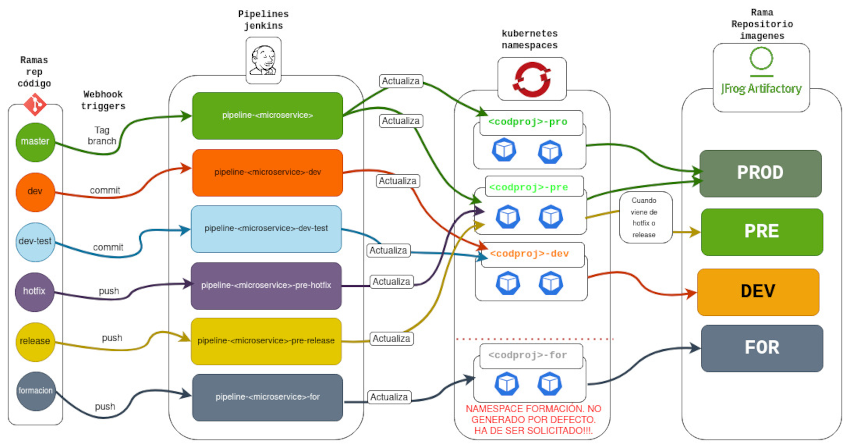 Ramas
rep
código
Webhook
triggers
Pipelines
jenkins
kubernetes
namespaces
Rama
Repositorio
imagenes
JFrog Artifactory
master
Tag
branch
pipeline-<microservice>
Actualiza
Actualiza
<codproj>-pro
PROD
dev
commit
pipeline-<microservice>-dev
Actualiza
<codproj>-pre
Cuando
viene de
hotfix o
release
PRE
dev-test
commit
pipeline-<microservice>-dev-test
Actualiza
<codproj>-dev
DEV
hotfix
push
pipeline-<microservice>-pre-hotfix
Actualiza
release
push
pipeline-<microservice>-pre-release
Actualiza
<codproj>-for
FOR
formacion
push
pipeline-<microservice>-for
Actualiza
NAMESPACE FORMACIÓN. NO
GENERADO POR DEFECTO.
HA DE SER SOLICITADO!!!.